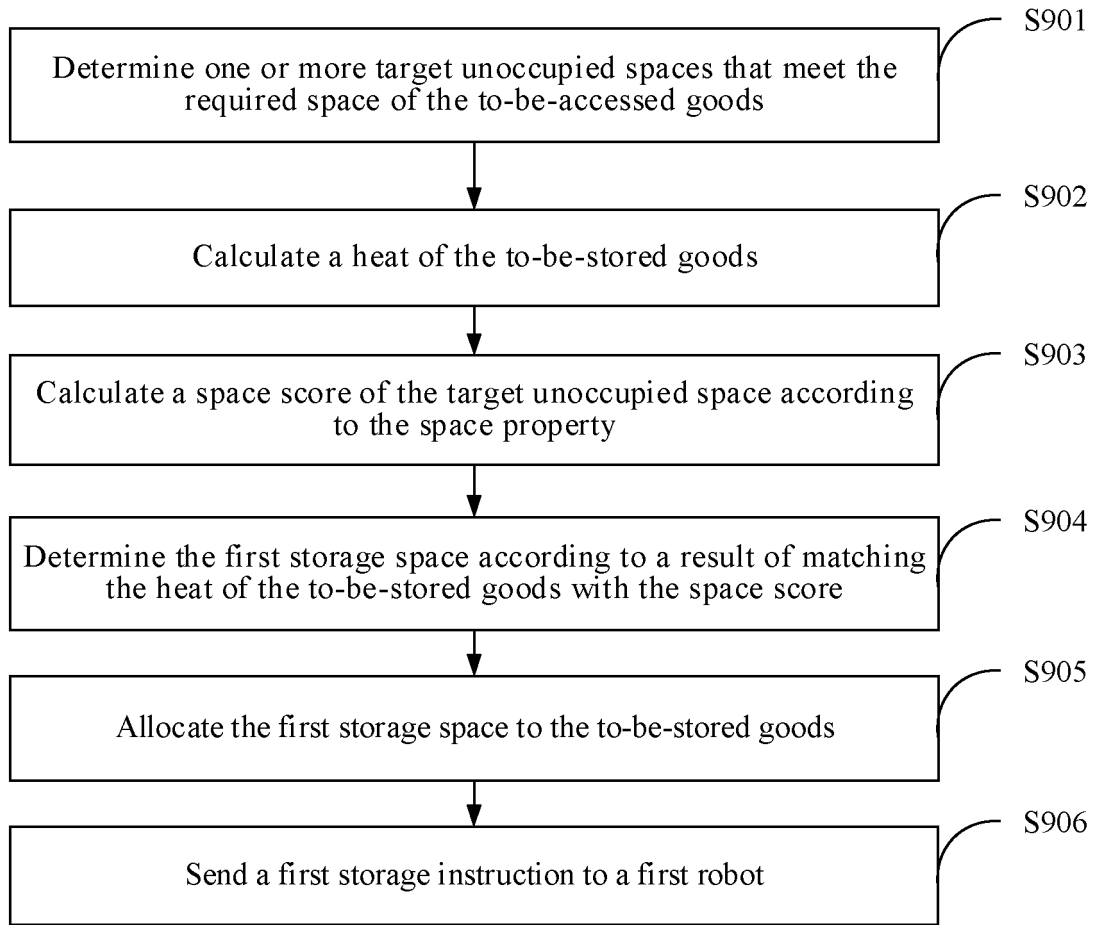 S901
Determine one or more target unoccupied spaces that meet the
required space of the to-be-accessed goods
S902
Calculate a heat of the to-be-stored goods
S903
Calculate a space score of the target unoccupied space according
to the space property
S904
Determine the first storage space according to a result of matching
the heat of the to-be-stored goods with the space score
S905
Allocate the first storage space to the to-be-stored goods
S906
Send a first storage instruction to a first robot